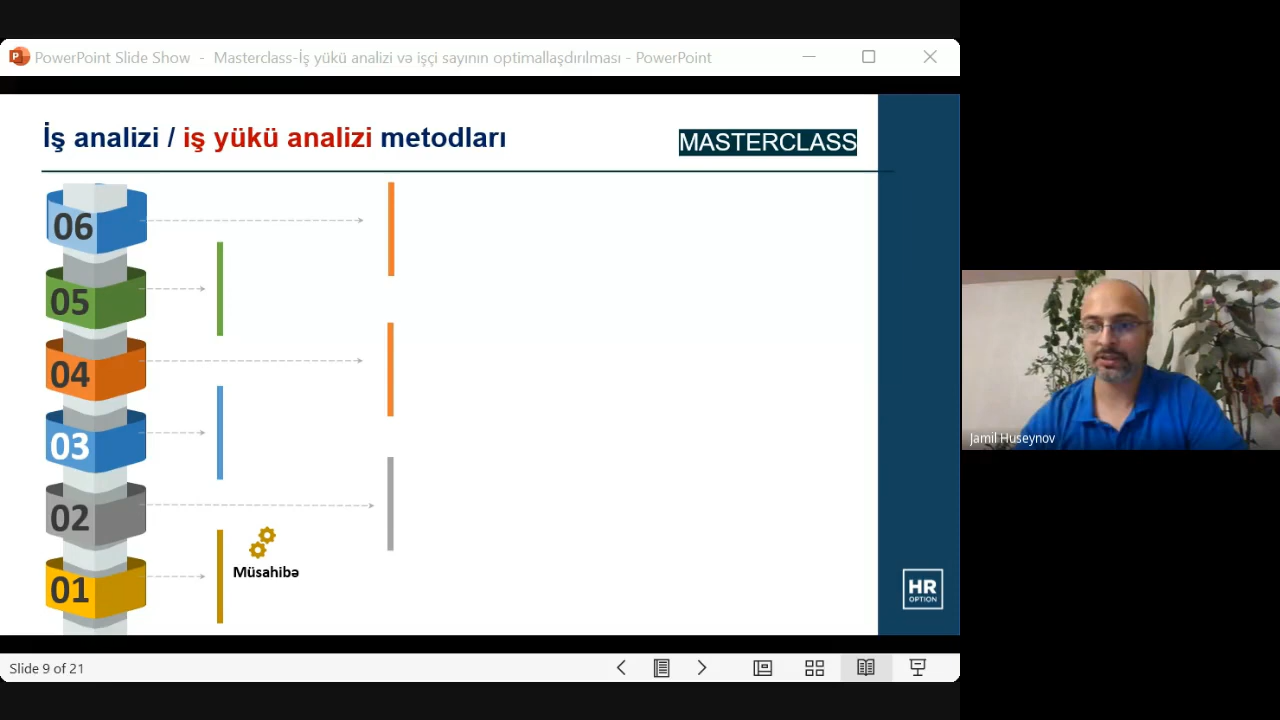 PowerPoint Slide Show - Masterclass-İş yükü analizi və işçi sayının optimallaşdırılması - PowerPoint
İş analizi / iş yükü analizi metodları
MASTERCLASS
06
05
04
03
02
01
Müsahibə
HR
OPTION
Jamil Huseynov
Slide 9 of 21